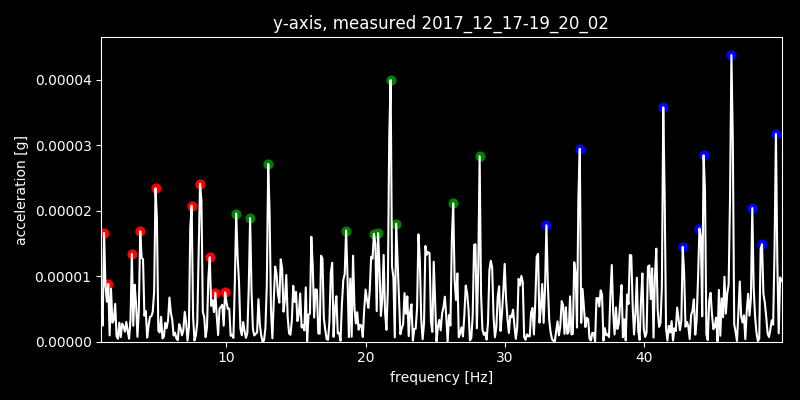 y-axis, measured 2017_12_17-19_20_02
0.00004
0.00003
0.00002
0.00001
0.00000
acceleration [g]
10 20 30 40
frequency [Hz]